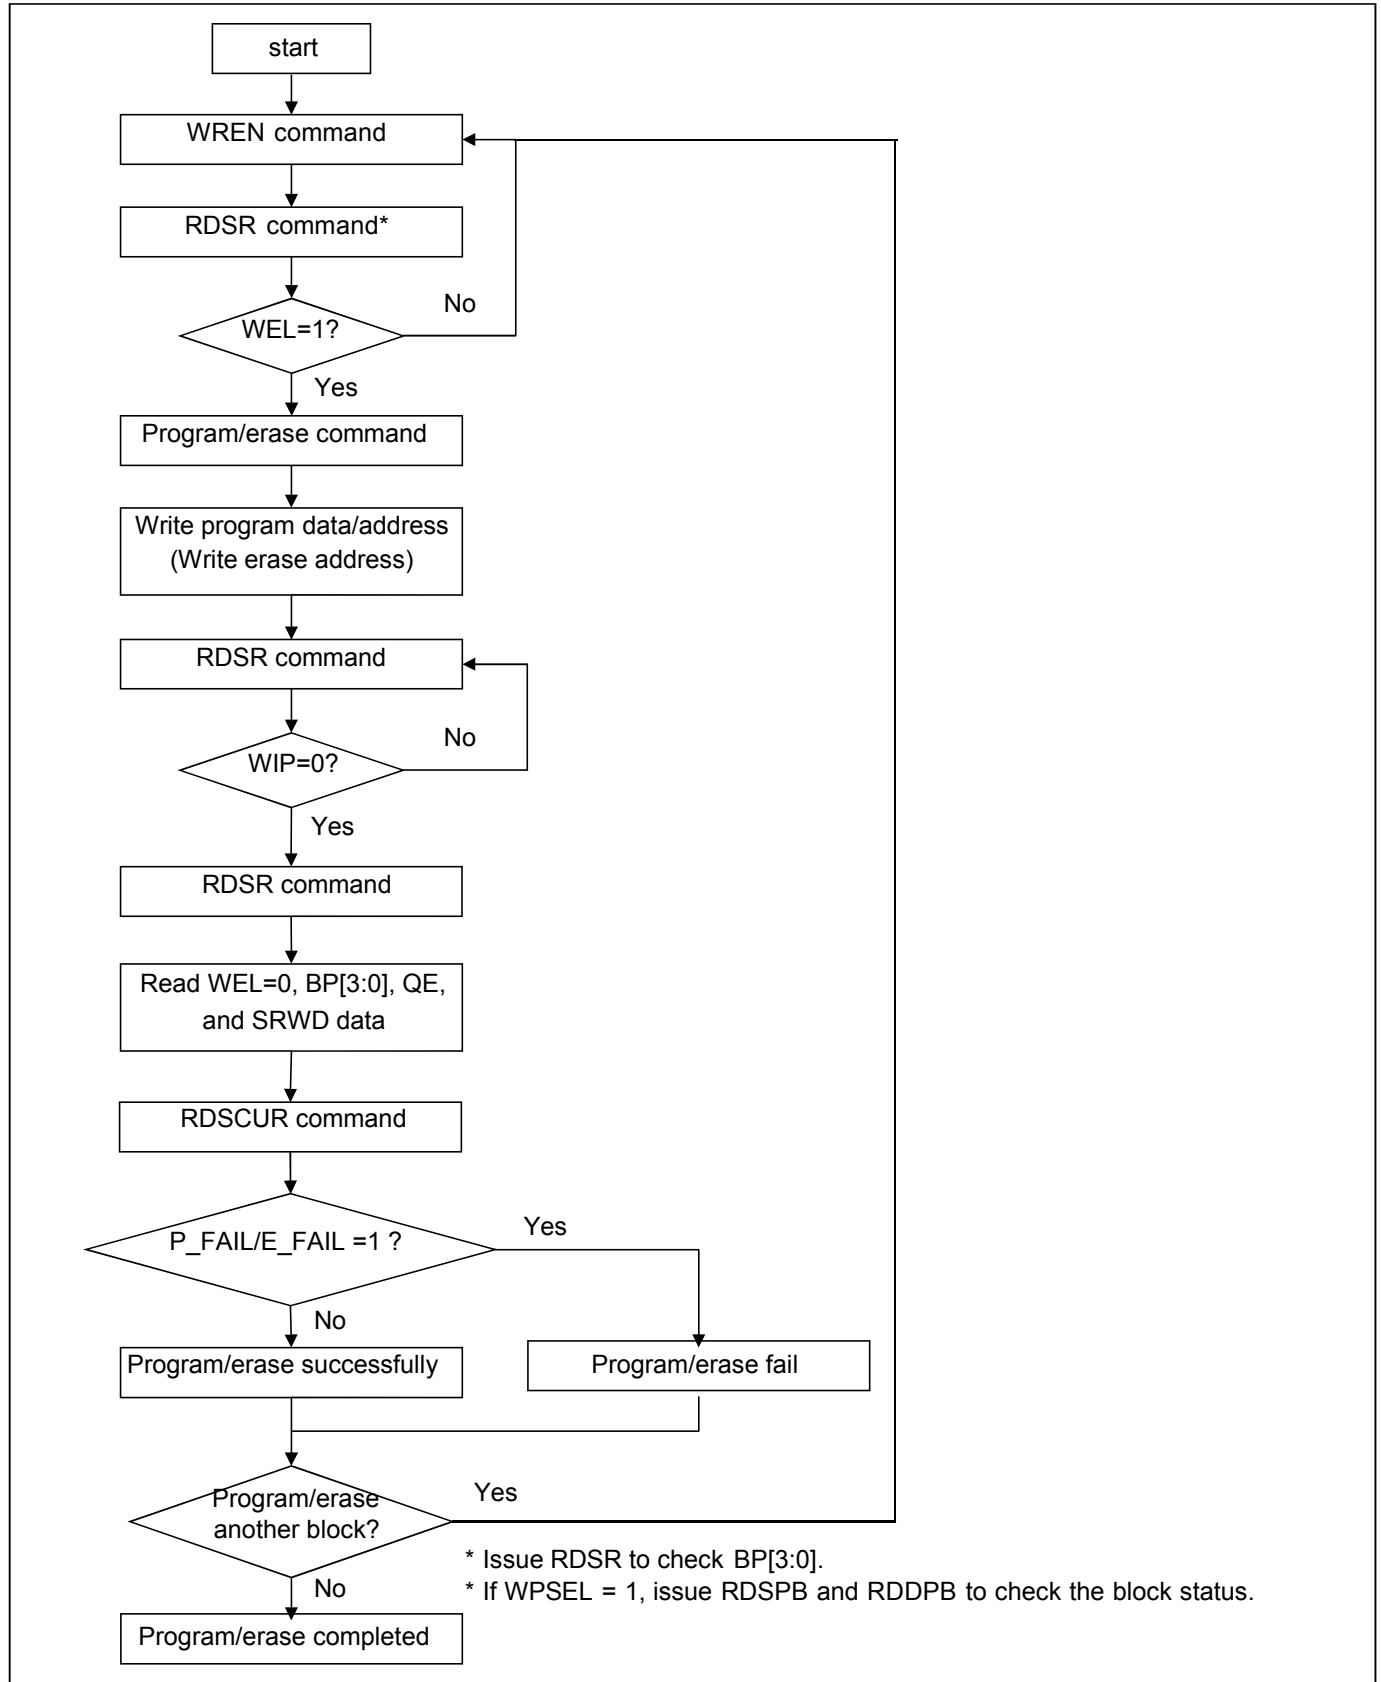 start
WREN command
RDSR command*
No
WEL=1?
Yes
Program/erase command
Write program data/address
(Write erase address)
RDSR command
No
WIP=0?
Yes
RDSR command
Read WEL=0, BP[3:0], QE,
and SRWD data
RDSCUR command
Yes
P_FAIL/E_FAIL =1 ?
No
Program/erase successfully
Program/erase fail
Yes
Program/erase
another block?
* Issue RDSR to check BP[3:0].
No
* If WPSEL = 1, issue RDSPB and RDDPB to check the block status.
Program/erase completed